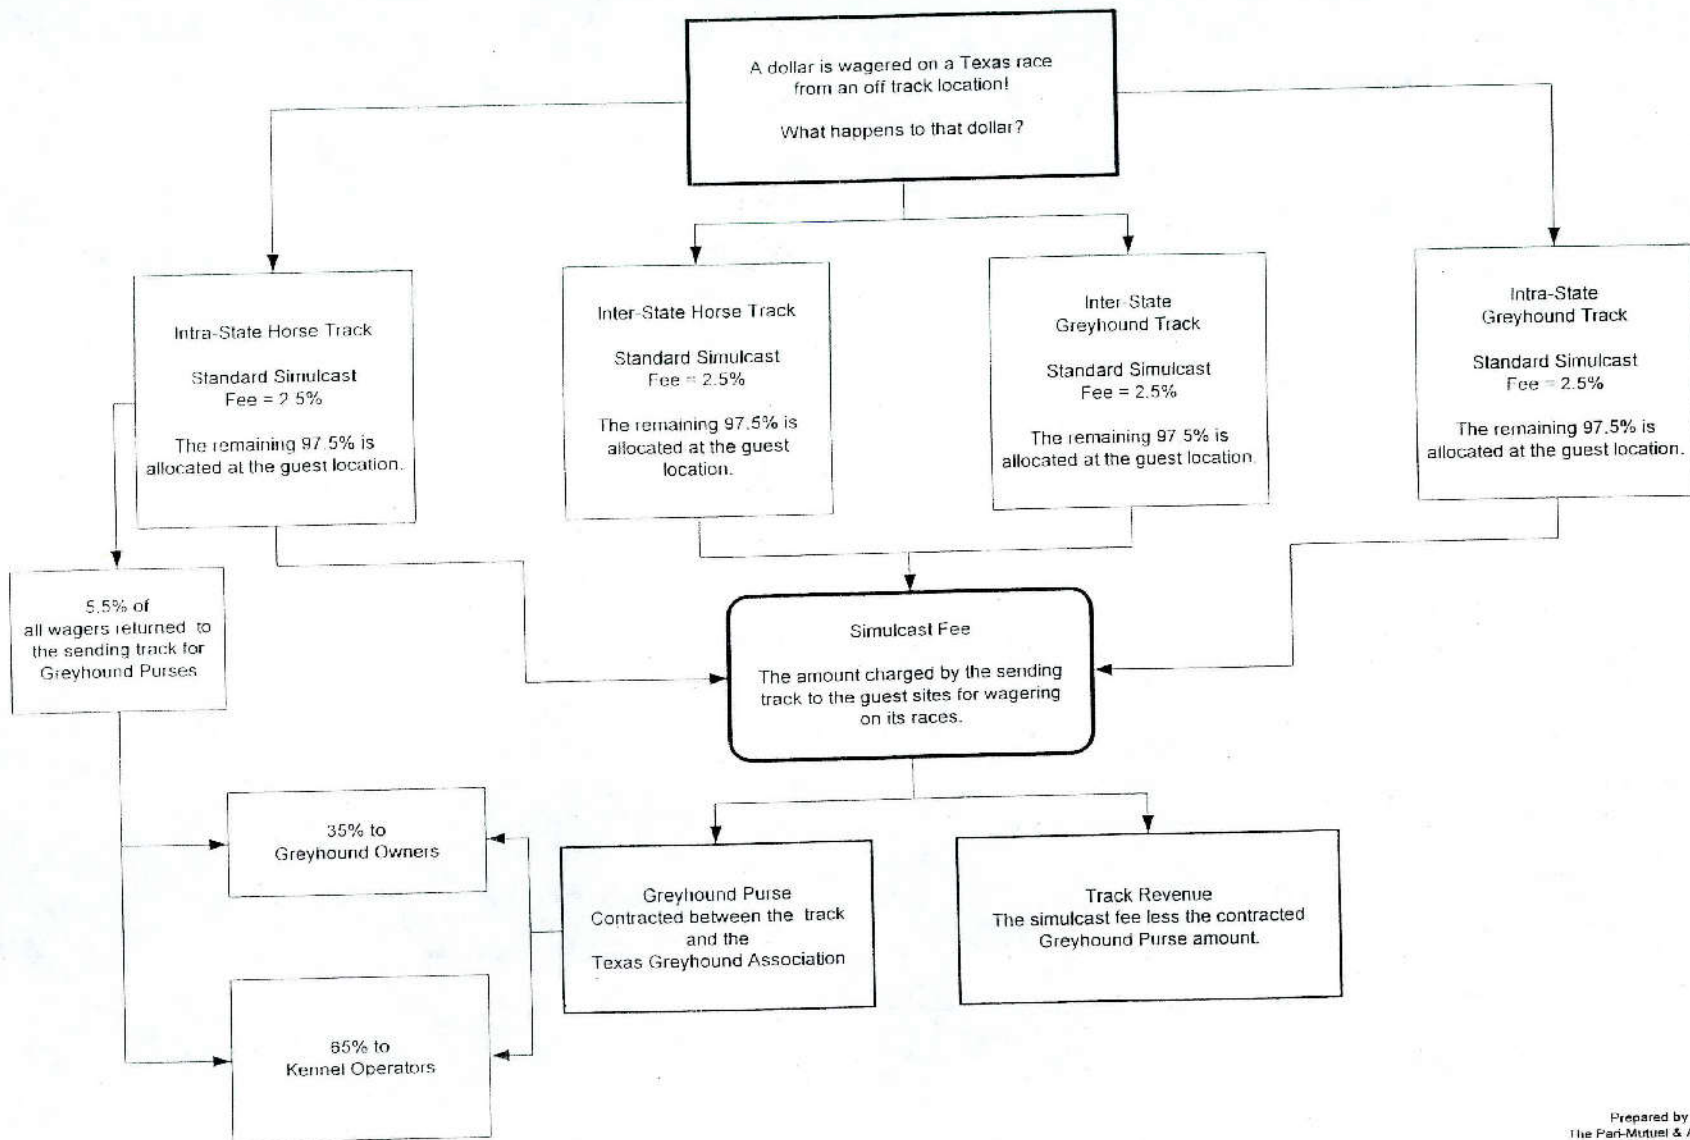 A dollar is wagered on a Texas race
from an off track location!
What happens to that dollar?
Intra-State Horse Track
Standard Simulcast
Fee = 2.5%
The remaining 97.5% is
allocated at the guest location.
Inter-State Horse Track
Standard Simulcast
Fee = 2.5%
The remaining 97.5% is
allocated at the guest
location.
Inter-State
Greyhound Track
Standard Simulcast
Fee = 2.5%
The remaining 97.5% is
allocated at the guest location.
Intra-State
Greyhound Track
Standard Simulcast
Fee = 2.5%
The remaining 97.5% is
allocated at the guest location.
5.5% of
all wagers returned to
the sending track for
Greyhound Purses
Simulcast Fee
The amount charged by the sending
track to the guest sites for wagering
on its races.
35% to
Greyhound Owners
Greyhound Purse
Contracted between the track
and the
Texas Greyhound Association
Track Revenue
The simulcast fee less the contracted
Greyhound Purse amount.
65% to
Kennel Operators
Prepared by
The Pari-Mutuel &